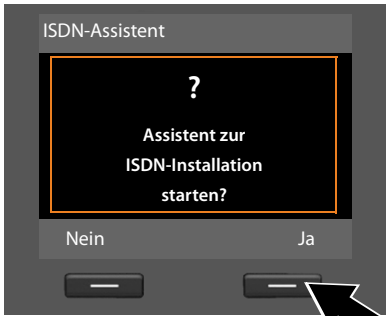 ISDN-Assistent
?
Assistent zur
ISDN-Installation
starten?
Nein Ja